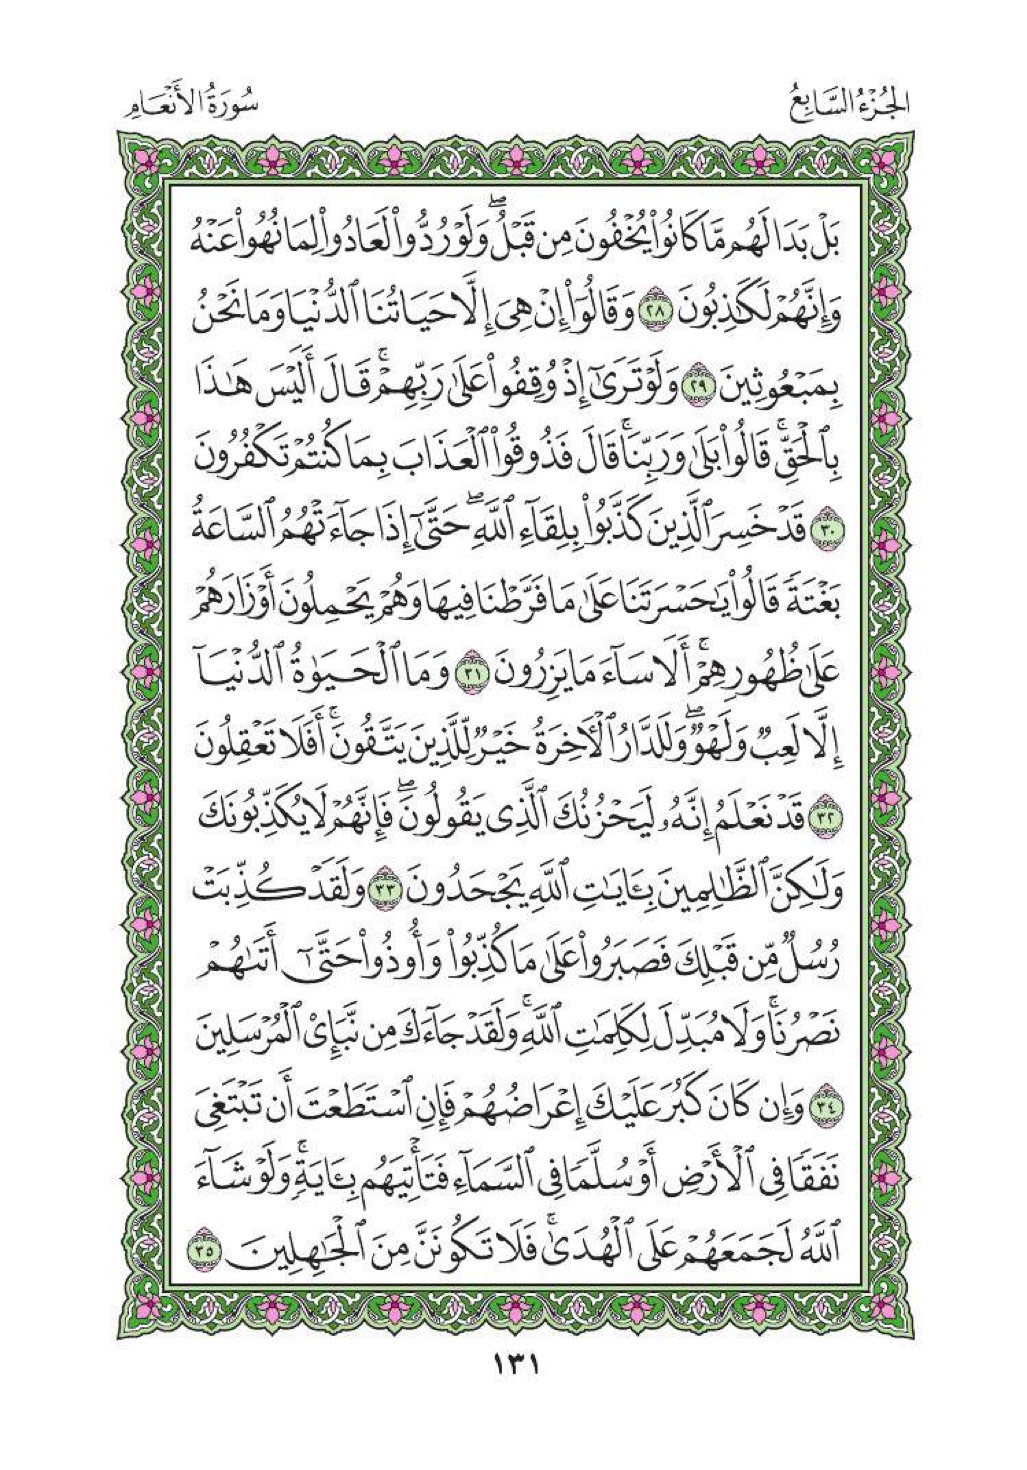 الجُزْءُ السَّابِعُ
سُورَةُ الأَنْعَامِ
بَلْ بَدَا لَهُم مَّا كَانُوا۟ يُخْفُونَ مِن قَبْلُ ۖ وَلَوْ رُدُّوا۟ لَعَادُوا۟ لِمَا نُهُوا۟ عَنْهُ
وَإِنَّهُمْ لَكَـٰذِبُونَ ٢٨ وَقَالُوٓا۟ إِنْ هِىَ إِلَّا حَيَاتُنَا ٱلدُّنْيَا وَمَا نَحْنُ
بِمَبْعُوثِينَ ٢٩ وَلَوْ تَرَىٰٓ إِذْ وُقِفُوا۟ عَلَىٰ رَبِّهِمْ ۚ قَالَ أَلَيْسَ هَـٰذَا
بِٱلْحَقِّ ۚ قَالُوا۟ بَلَىٰ وَرَبِّنَا ۚ قَالَ فَذُوقُوا۟ ٱلْعَذَابَ بِمَا كُنتُمْ تَكْفُرُونَ
٣٠ قَدْ خَسِرَ ٱلَّذِينَ كَذَّبُوا۟ بِلِقَآءِ ٱللَّهِ ۖ حَتَّىٰٓ إِذَا جَآءَتْهُمُ ٱلسَّاعَةُ
بَغْتَةً قَالُوا۟ يَـٰحَسْرَتَنَا عَلَىٰ مَا فَرَّطْنَا فِيهَا وَهُمْ يَحْمِلُونَ أَوْزَارَهُمْ
عَلَىٰ ظُهُورِهِمْ ۚ أَلَا سَآءَ مَا يَزِرُونَ ٣١ وَمَا ٱلْحَيَوٰةُ ٱلدُّنْيَآ
إِلَّا لَعِبٌ وَلَهْوٌ ۖ وَلَلدَّارُ ٱلْـَٔاخِرَةُ خَيْرٌ لِّلَّذِينَ يَتَّقُونَ ۗ أَفَلَا تَعْقِلُونَ
٣٢ قَدْ نَعْلَمُ إِنَّهُۥ لَيَحْزُنُكَ ٱلَّذِى يَقُولُونَ ۖ فَإِنَّهُمْ لَا يُكَذِّبُونَكَ
وَلَـٰكِنَّ ٱلظَّـٰلِمِينَ بِـَٔايَـٰتِ ٱللَّهِ يَجْحَدُونَ ٣٣ وَلَقَدْ كُذِّبَتْ
رُسُلٌ مِّن قَبْلِكَ فَصَبَرُوا۟ عَلَىٰ مَا كُذِّبُوا۟ وَأُوذُوا۟ حَتَّىٰٓ أَتَىٰهُمْ
نَصْرُنَا ۚ وَلَا مُبَدِّلَ لِكَلِمَـٰتِ ٱللَّهِ ۚ وَلَقَدْ جَآءَكَ مِن نَّبَإِى۟ ٱلْمُرْسَلِينَ
٣٤ وَإِن كَانَ كَبُرَ عَلَيْكَ إِعْرَاضُهُمْ فَإِنِ ٱسْتَطَعْتَ أَن تَبْتَغِىَ
نَفَقًا فِى ٱلْأَرْضِ أَوْ سُلَّمًا فِى ٱلسَّمَآءِ فَتَأْتِيَهُم بِـَٔايَةٍ ۚ وَلَوْ شَآءَ
ٱللَّهُ لَجَمَعَهُمْ عَلَى ٱلْهُدَىٰ ۚ فَلَا تَكُونَنَّ مِنَ ٱلْجَـٰهِلِينَ ٣٥
١٣١